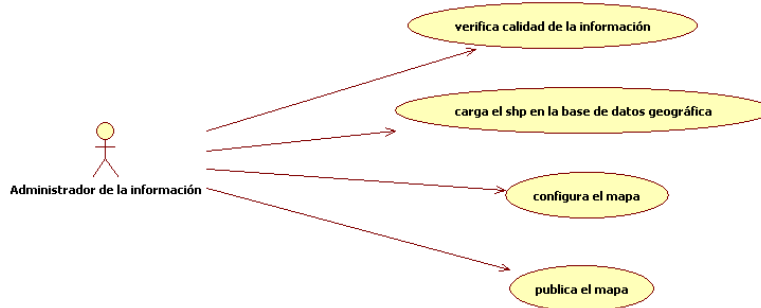 verifica calidad de la información
carga el shp en la base de datos geográfica
Administrador de la información
configura el mapa
publica el mapa